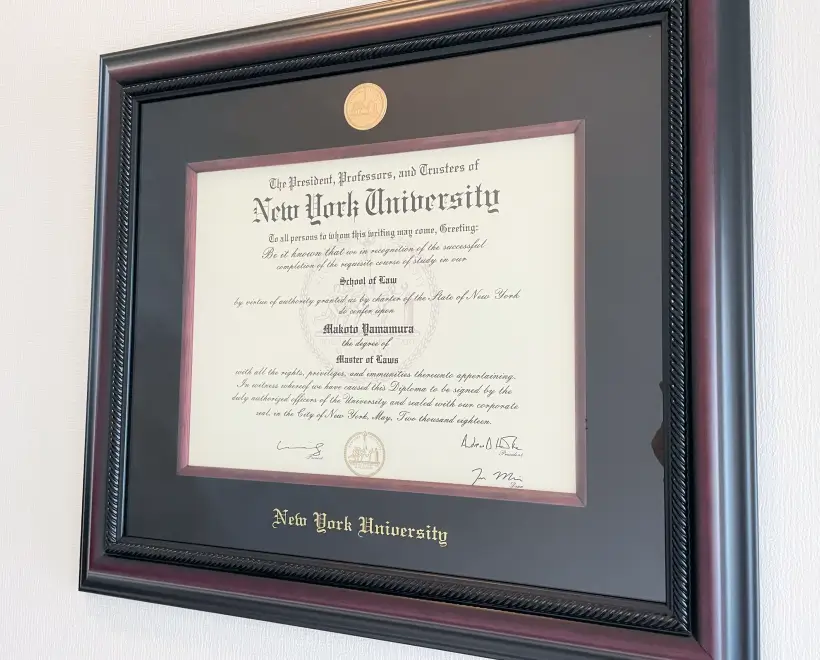 The President, Professors, and Trustees of
New York University
To all persons to whom this writing may come, Greeting:
Be it known that we in recognition of the successful
completion of the requisite course of study in our
School of Law
by virtue of authority granted us by charter of the State of New York
do confer upon
Makoto Yamamura
the degree of
Master of Laws
with all the rights, privileges, and immunities thereunto appertaining.
In witness whereof we have caused this Diploma to be signed by the
duly authorized officers of the University and sealed with our corporate
seal, in the City of New York, May, Two thousand eighteen.
President
New York University